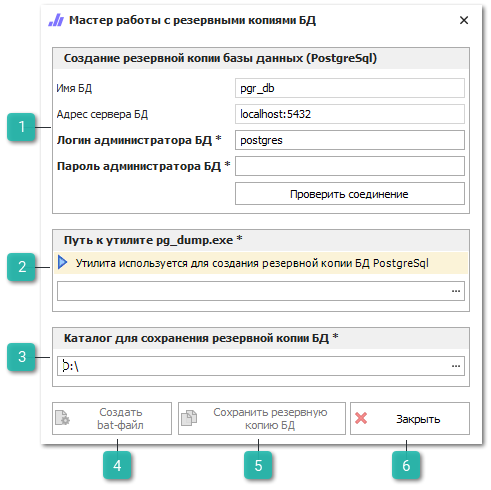 Мастер работы с резервными копиями БД
Создание резервной копии базы данных (PostgreSql)
Имя БД
pgr_db
Адрес сервера БД
localhost:5432
1
Логин администратора БД *
postgres
Пароль администратора БД *
Проверить соединение
Путь к утилите pg_dump.exe *
2
Утилита используется для создания резервной копии БД PostgreSql
...
Каталог для сохранения резервной копии БД *
3
D:\
...
Создать
bat-файл
Сохранить резервную
копию БД
Закрыть
4
5
6